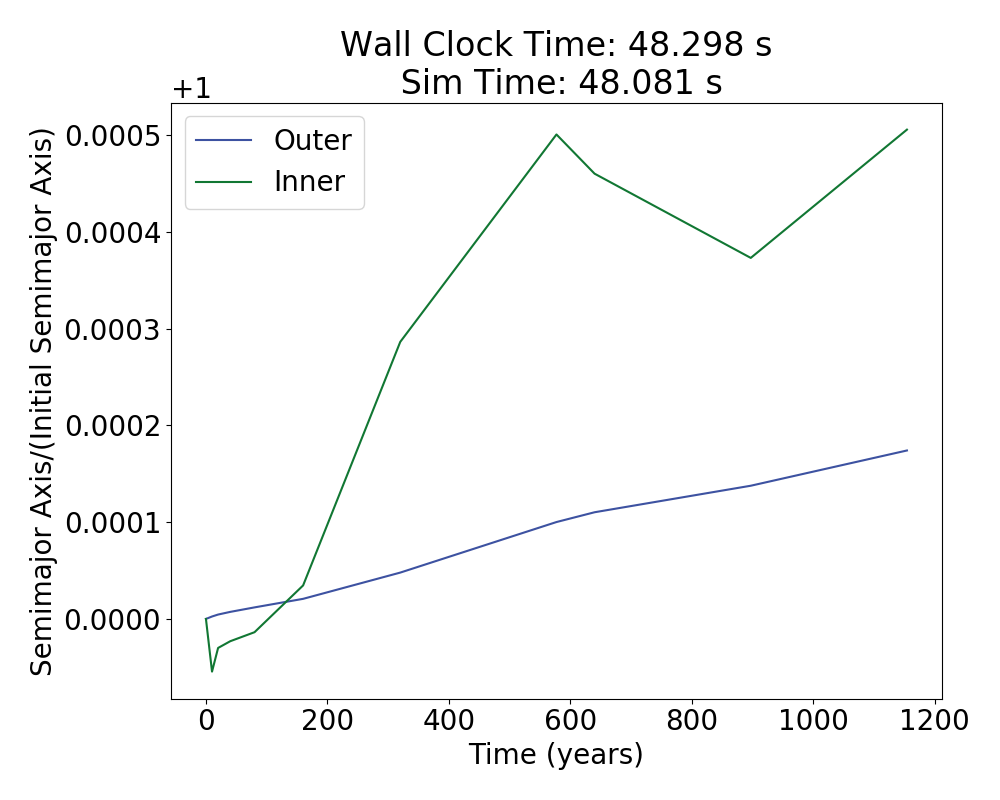 Wall Clock Time: 48.298 s
Sim Time: 48.081 s
+1
Outer
Inner
0.0005
0.0004
0.0003
0.0002
0.0001
0.0000
Semimajor Axis/(Initial Semimajor Axis)
0 200 400 600 800 1000 1200
Time (years)